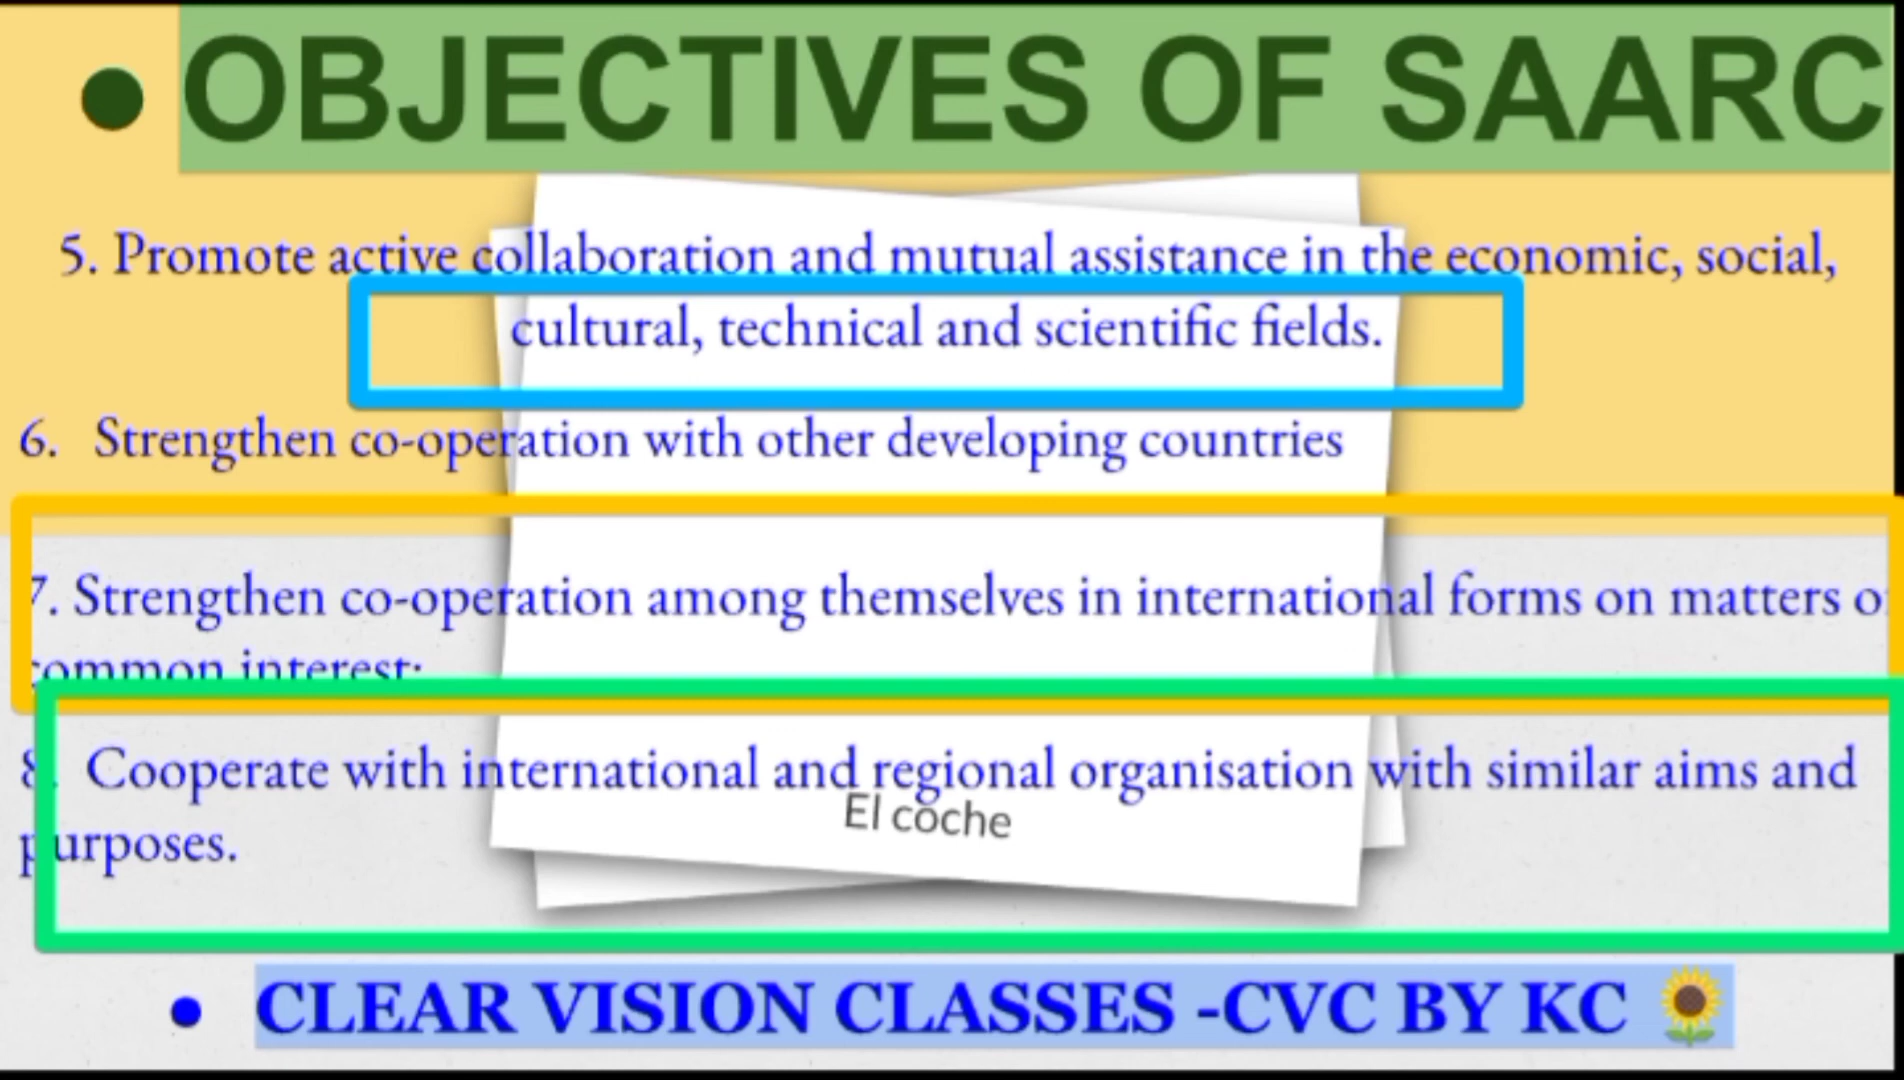 • OBJECTIVES OF SAARC
5. Promote active collaboration and mutual assistance in the economic, social,
cultural, technical and scientific fields.
6. Strengthen co-operation with other developing countries
7. Strengthen co-operation among themselves in international forms on matters of
common interest;
8. Cooperate with international and regional organisation with similar aims and
El coche
purposes.
• CLEAR VISION CLASSES -CVC BY KC 🌻